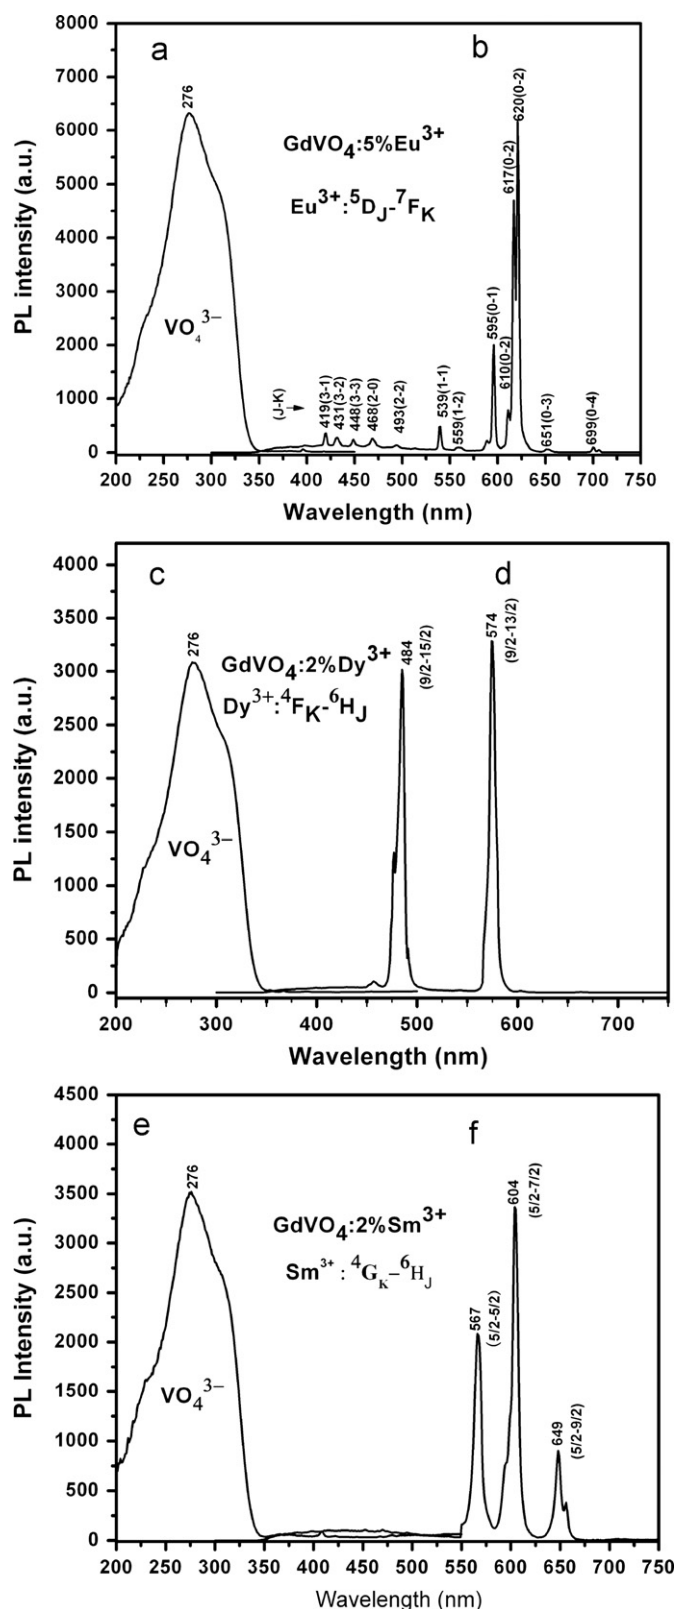 a
b
8000
7000
6000
5000
4000
3000
2000
1000
0
PL intensity (a.u.)
276
GdVO4:5%Eu3+
Eu3+:5DJ-7FK
VO43−
(J-K)
419(3-1)
431(3-2)
448(3-3)
468(2-0)
493(2-2)
539(1-1)
559(1-2)
595(0-1)
610(0-2)
617(0-2)
620(0-2)
651(0-3)
699(0-4)
200 250 300 350 400 450 500 550 600 650 700 750
Wavelength (nm)
c
d
4000
3500
3000
2500
2000
1500
1000
500
0
PL intensity (a.u.)
276
GdVO4:2%Dy3+
Dy3+:4FK-6HJ
VO43−
484
(9/2-15/2)
574
(9/2-13/2)
200 300 400 500 600 700
Wavelength (nm)
e
f
4500
4000
3500
3000
2500
2000
1500
1000
500
0
PL Intensity (a.u.)
276
GdVO4:2%Sm3+
Sm3+: 4GK–6HJ
VO43−
567
(5/2-5/2)
604
(5/2-7/2)
649
(5/2-9/2)
200 250 300 350 400 450 500 550 600 650 700 750
Wavelength (nm)